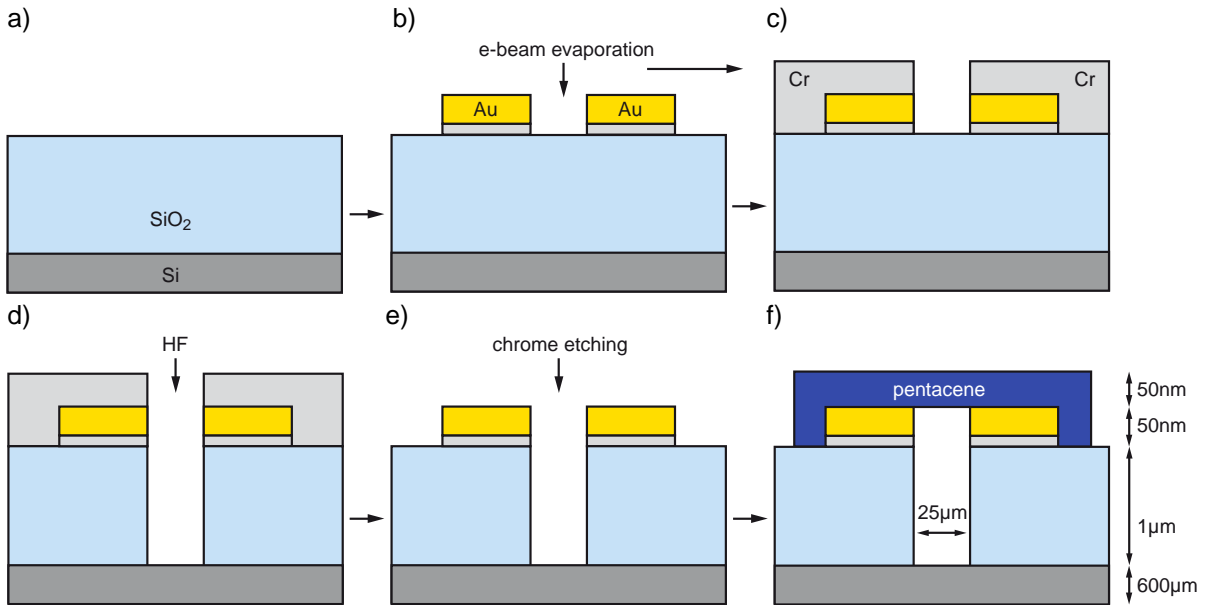 a)
b)
c)
e-beam evaporation
Cr
Cr
Au
Au
SiO₂
Si
d)
e)
f)
HF
chrome etching
pentacene
50nm
50nm
25µm
1µm
600µm